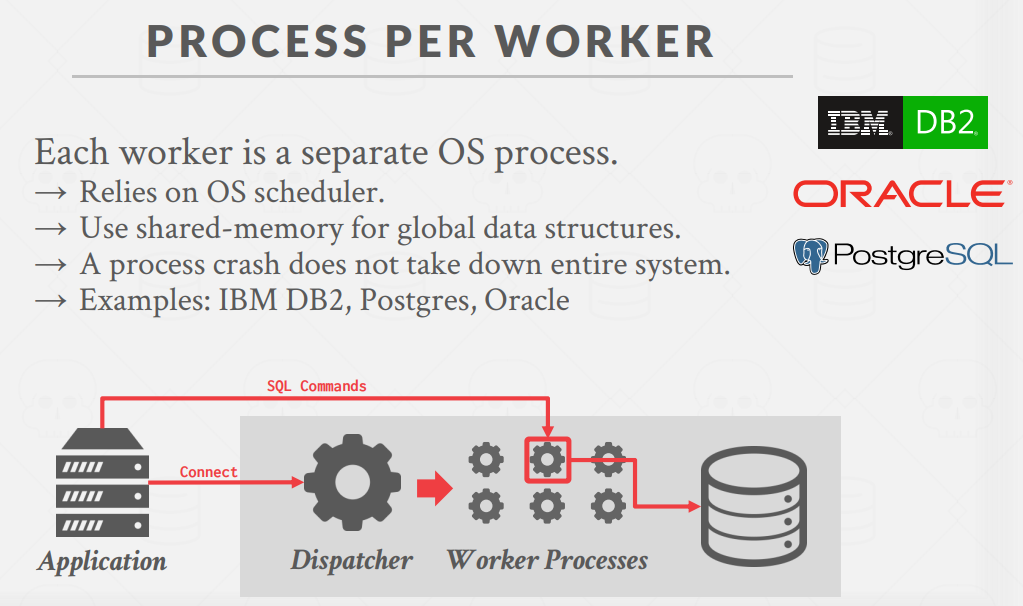 PROCESS PER WORKER
IBM DB2
Each worker is a separate OS process.
→ Relies on OS scheduler.
ORACLE
→ Use shared-memory for global data structures.
PostgreSQL
→ A process crash does not take down entire system.
→ Examples: IBM DB2, Postgres, Oracle
SQL Commands
Connect
Application
Dispatcher
Worker Processes